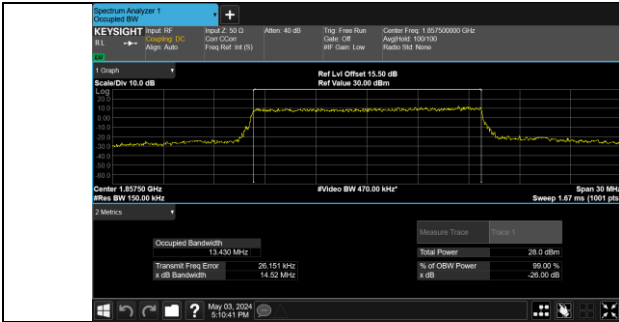 Spectrum Analyzer 1
Occupied BW
+
KEYSIGHT Input: RF Input Z: 50 Ω Atten: 40 dB Trig: Free Run Center Freq: 1.857500000 GHz
R L Coupling: DC Corr CCorr Gate: Off Avg|Hold: 100/100
Align: Auto Freq Ref: Int (S) #IF Gain: Low Radio Std: None
1 Graph
Ref Lvl Offset 15.50 dB
Scale/Div 10.0 dB Ref Value 30.00 dBm
Log
20.0
10.0
0.00
-10.0
-20.0
-30.0
-40.0
-50.0
-60.0
Center 1.85750 GHz #Video BW 470.00 kHz* Span 30 MHz
#Res BW 150.00 kHz Sweep 1.67 ms (1001 pts)
2 Metrics
Measure Trace Trace 1
Occupied Bandwidth
13.430 MHz Total Power 28.0 dBm
Transmit Freq Error 26.151 kHz % of OBW Power 99.00 %
x dB Bandwidth 14.52 MHz x dB -26.00 dB
?
May 03, 2024
5:10:41 PM